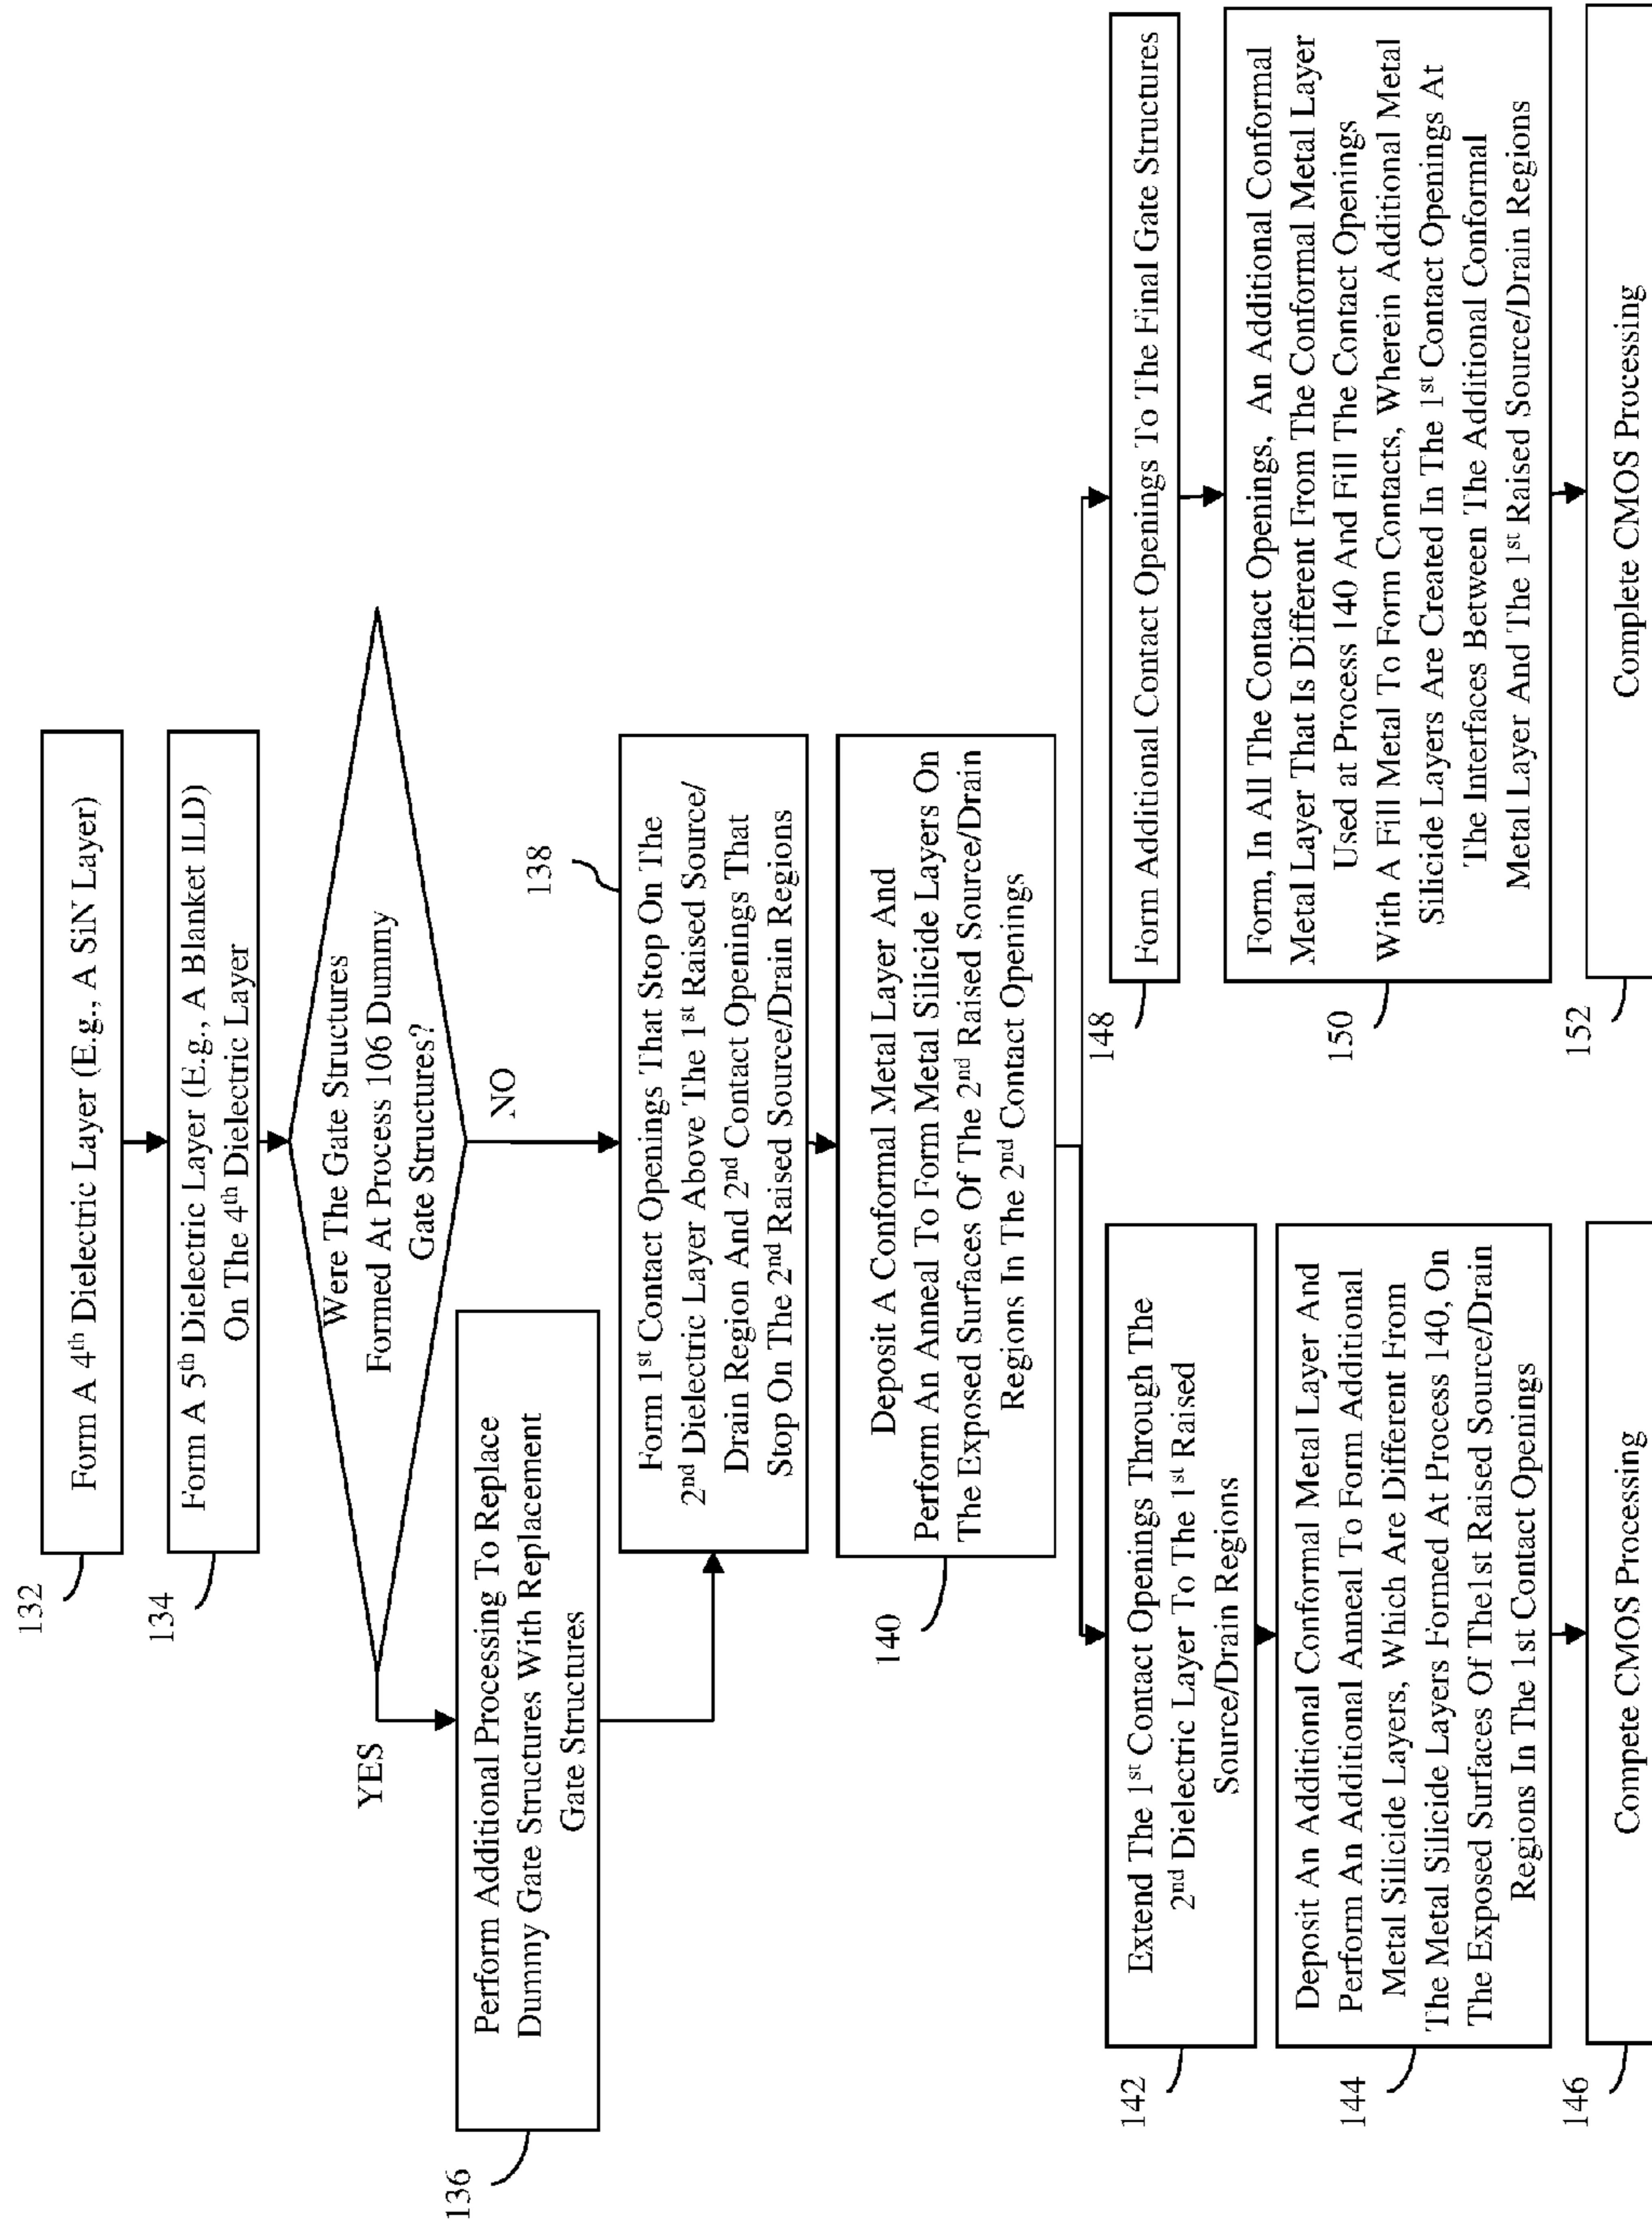 132
Form A 4th Dielectric Layer (E.g., A SiN Layer)
134
Form A 5th Dielectric Layer (E.g., A Blanket ILD)
On The 4th Dielectric Layer
Were The Gate Structures
Formed At Process 106 Dummy
Gate Structures?
YES
NO
136
Perform Additional Processing To Replace
Dummy Gate Structures With Replacement
Gate Structures
138
Form 1st Contact Openings That Stop On The
2nd Dielectric Layer Above The 1st Raised Source/
Drain Region And 2nd Contact Openings That
Stop On The 2nd Raised Source/Drain Regions
140
Deposit A Conformal Metal Layer And
Perform An Anneal To Form Metal Silicide Layers On
The Exposed Surfaces Of The 2nd Raised Source/Drain
Regions In The 2nd Contact Openings
142
Extend The 1st Contact Openings Through The
2nd Dielectric Layer To The 1st Raised
Source/Drain Regions
144
Deposit An Additional Conformal Metal Layer And
Perform An Additional Anneal To Form Additional
Metal Silicide Layers, Which Are Different From
The Metal Silicide Layers Formed At Process 140, On
The Exposed Surfaces Of The1st Raised Source/Drain
Regions In The 1st Contact Openings
146
Compete CMOS Processing
148
Form Additional Contact Openings To The Final Gate Structures
150
Form, In All The Contact Openings, An Additional Conformal
Metal Layer That Is Different From The Conformal Metal Layer
Used at Process 140 And Fill The Contact Openings
With A Fill Metal To Form Contacts, Wherein Additional Metal
Silicide Layers Are Created In The 1st Contact Openings At
The Interfaces Between The Additional Conformal
Metal Layer And The 1st Raised Source/Drain Regions
152
Complete CMOS Processing